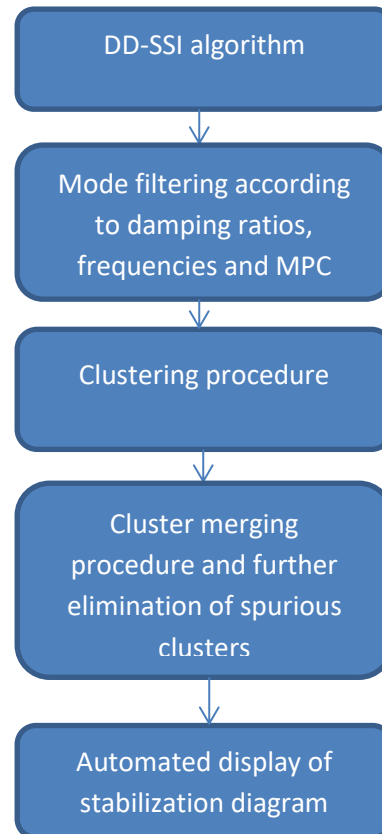 DD-SSI algorithm
Mode filtering according
to damping ratios,
frequencies and MPC
Clustering procedure
Cluster merging
procedure and further
elimination of spurious
clusters
Automated display of
stabilization diagram